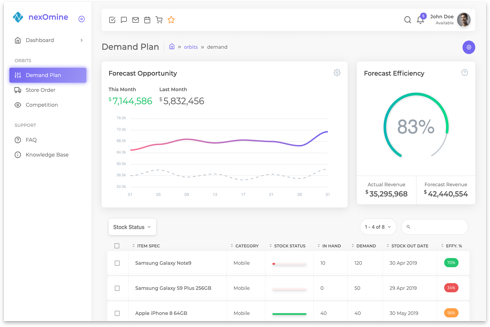 nexOmine
John Doe
Available
Dashboard
Demand Plan
orbits » demand
ORBITS
Demand Plan
Store Order
Competition
SUPPORT
FAQ
Knowledge Base
Forecast Opportunity
This Month
Last Month
$7,144,586
$5,832,456
Forecast Efficiency
83%
Actual Revenue
Forecast Revenue
$35,295,968
$42,440,554
Stock Status
1 - 4 of 8
ITEM SPEC
CATEGORY
STOCK STATUS
IN HAND
DEMAND
STOCK OUT DATE
EFFY. %
Samsung Galaxy Note9
Mobile
10
120
30 Apr 2019
Samsung Galaxy S9 Plus 256GB
Mobile
0
50
29 Apr 2019
Apple iPhone 8 64GB
Mobile
40
40
30 May 2019